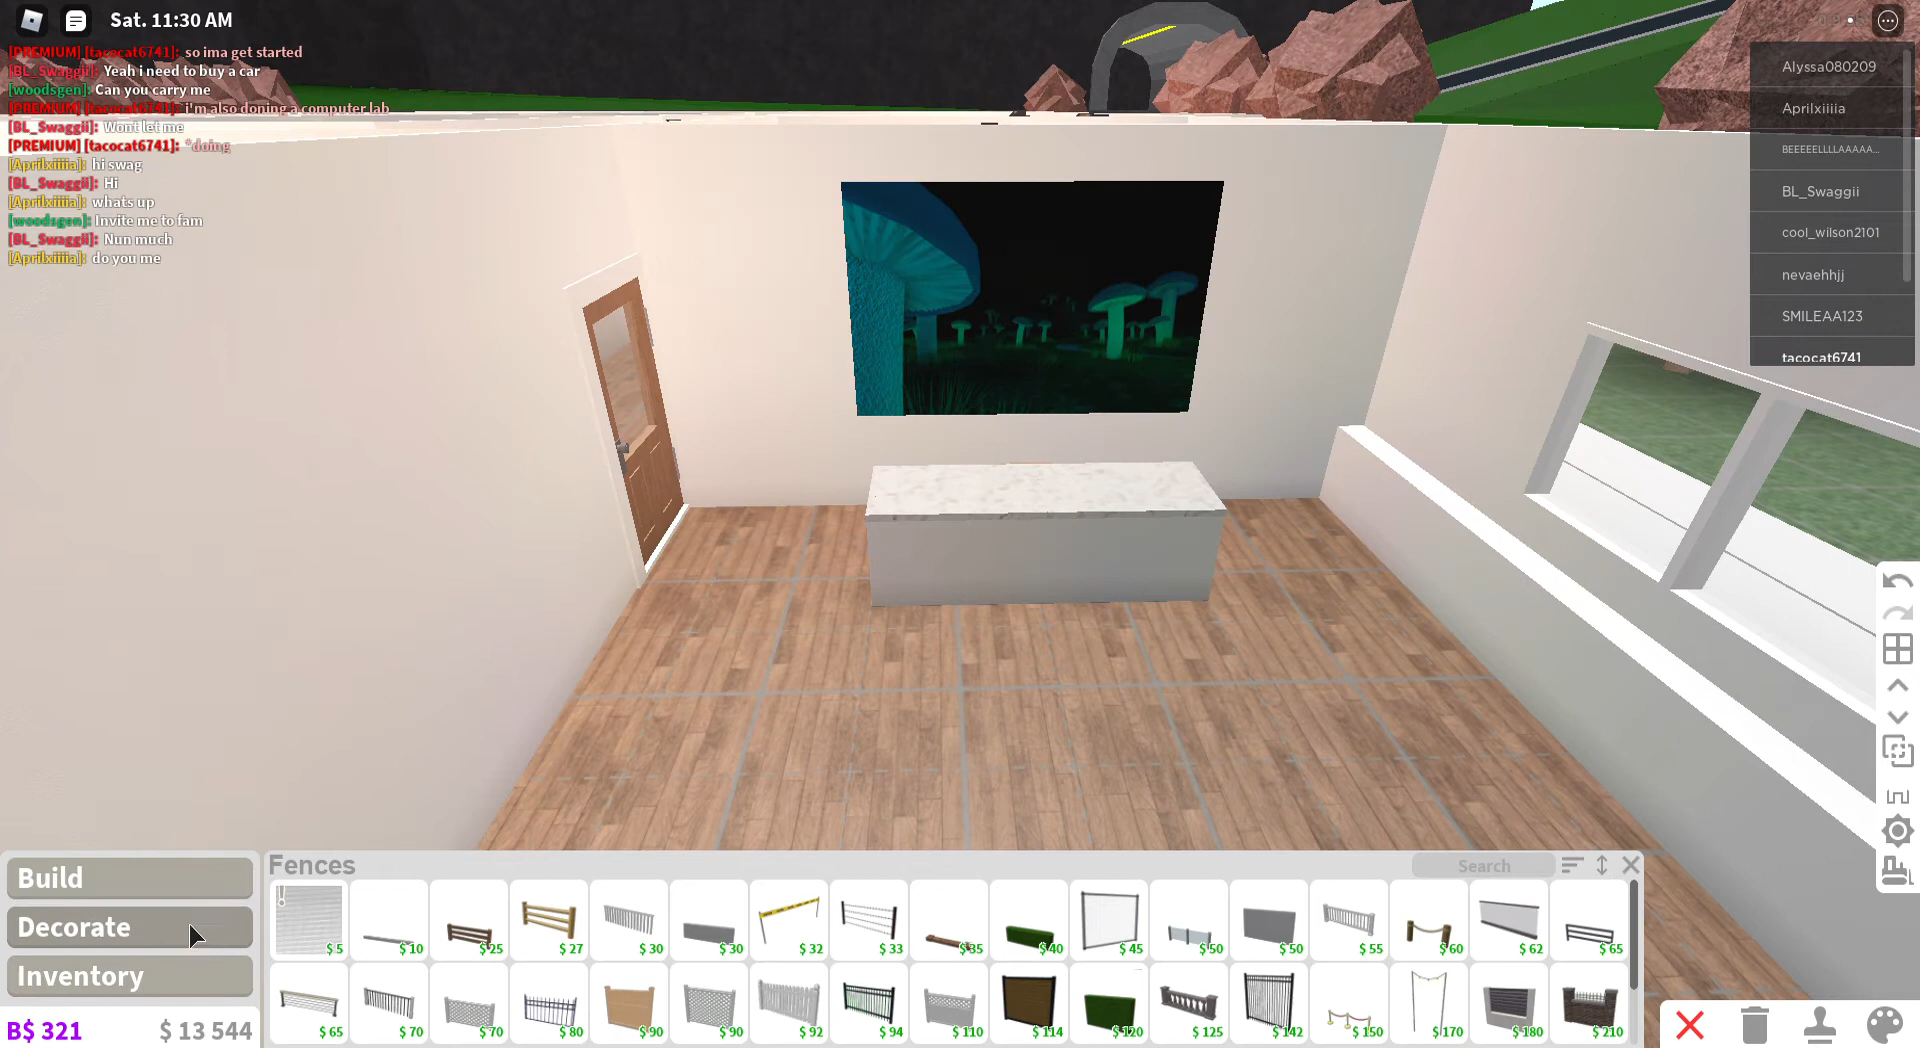 Sat. 11:30 AM
[PREMIUM] [tacocat6741]: so ima get started
[BL_Swaggii]: Yeah i need to buy a car
[woodsgen]: Can you carry me
[PREMIUM] [tacocat6741]: i'm also doning a computer lab
[BL_Swaggii]: Wont let me
[PREMIUM] [tacocat6741]: *doing
[Aprilxiiiia]: hi swag
[BL_Swaggii]: Hi
[Aprilxiiiia]: whats up
[woodsgen]: Invite me to fam
[BL_Swaggii]: Nun much
[Aprilxiiiia]: do you me
Alyssa080209
Aprilxiiiia
BEEEEELLLLAAAAA...
BL_Swaggii
cool_wilson2101
nevaehhjj
SMILEAA123
tacocat6741
Build
Decorate
Inventory
B$ 321 $ 13 544
Fences
Search
$ 5 $ 10 $ 25 $ 27 $ 30 $ 30 $ 32 $ 33 $ 35 $ 40 $ 45 $ 50 $ 50 $ 55 $ 60 $ 62 $ 65
$ 65 $ 70 $ 70 $ 80 $ 90 $ 90 $ 92 $ 94 $ 110 $ 114 $ 120 $ 125 $ 142 $ 150 $ 170 $ 180 $ 210